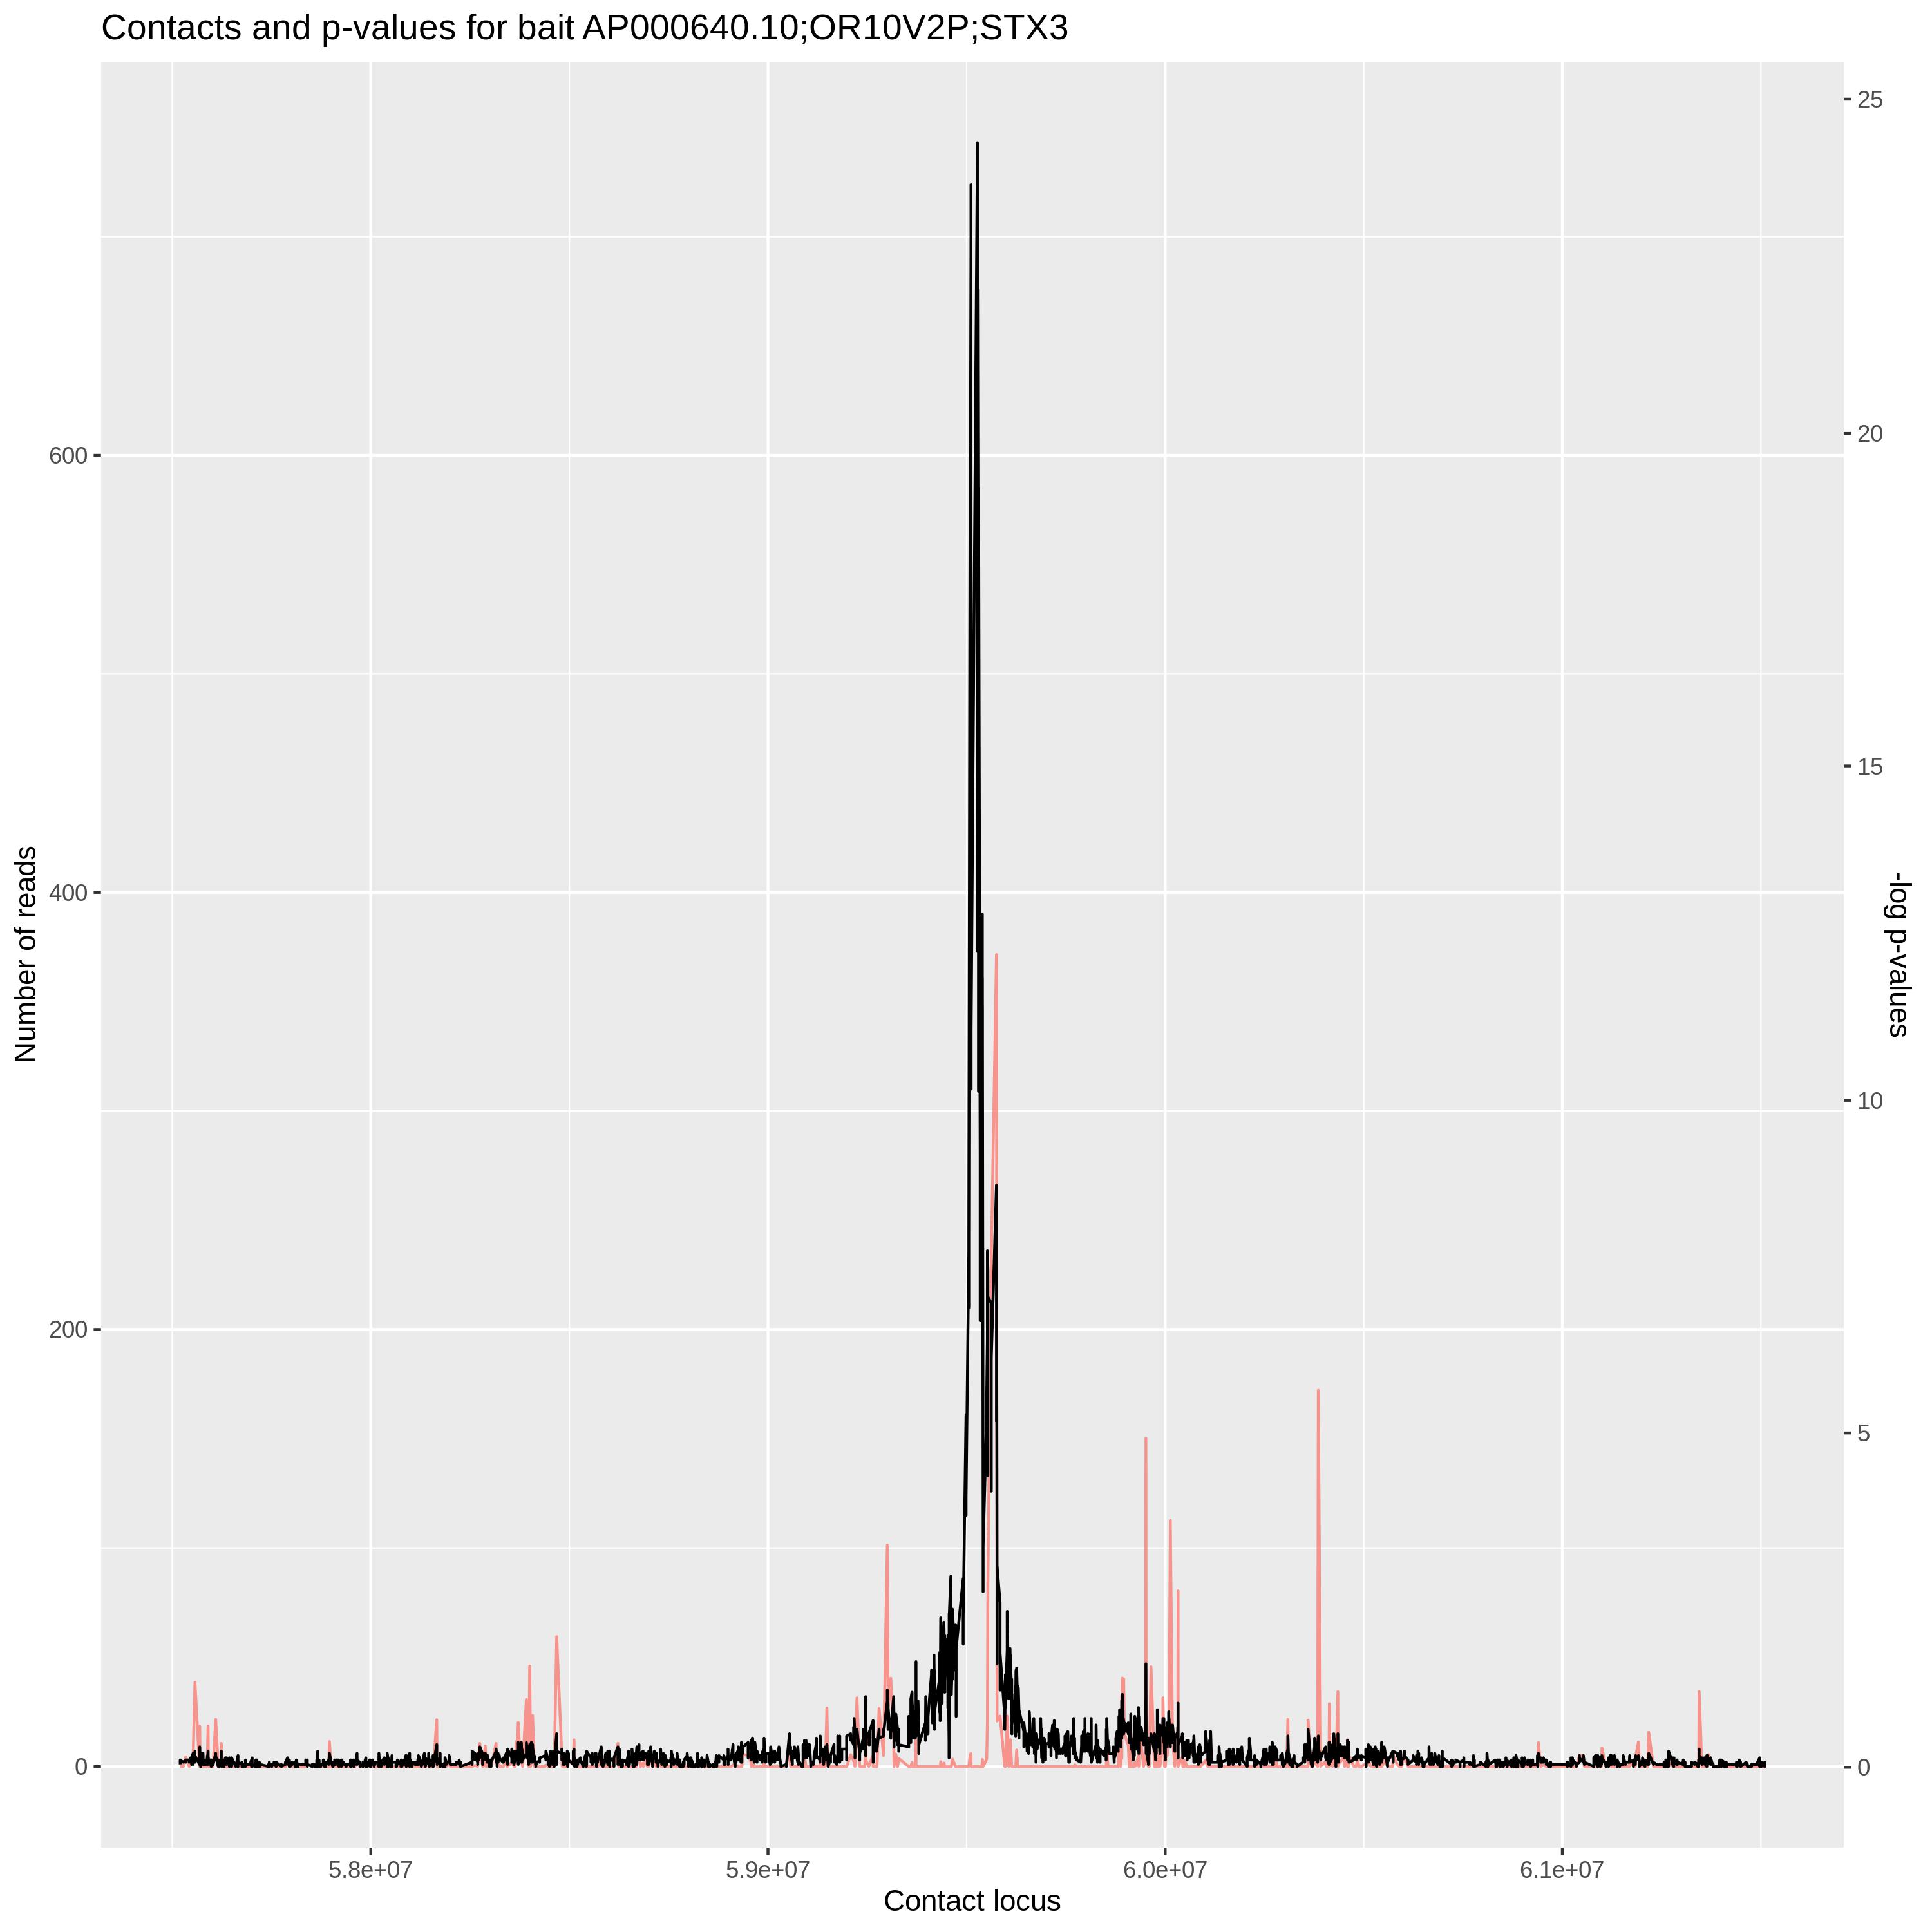 Contacts and p-values for bait AP000640.10;OR10V2P;STX3
Number of reads
600
400
200
0
25
20
15
10
5
0
-log p-values
5.8e+07 5.9e+07 6.0e+07 6.1e+07
Contact locus